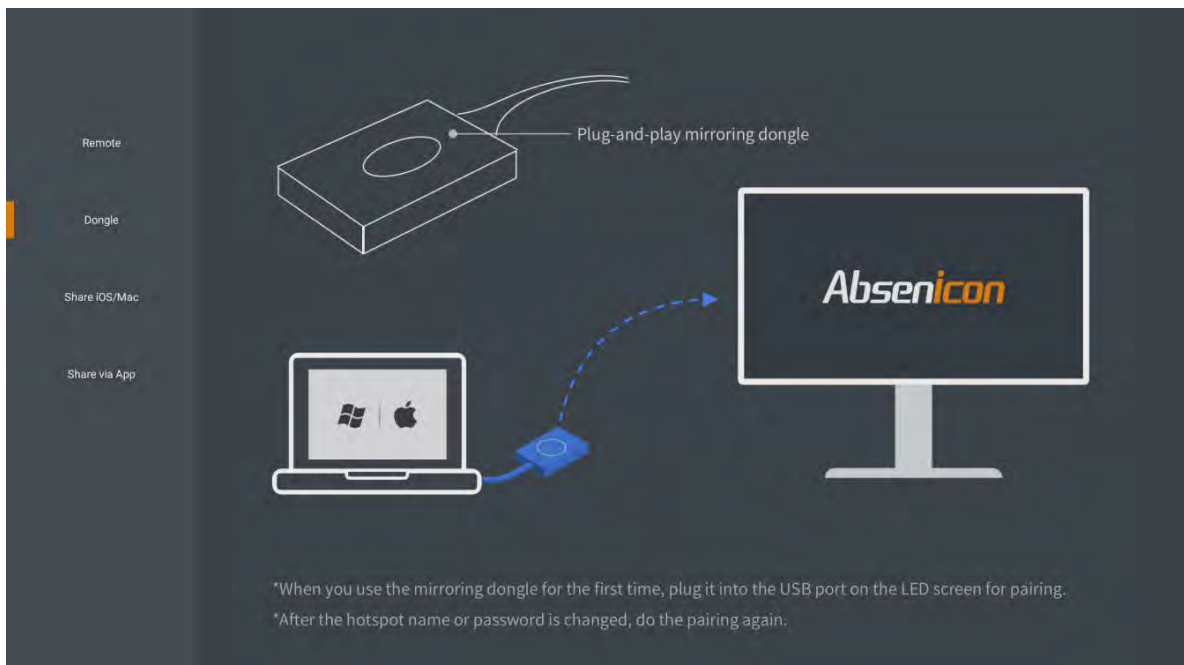 Remote
Dongle
Share iOS/Mac
Share via App
Plug-and-play mirroring dongle
Absenicon
*When you use the mirroring dongle for the first time, plug it into the USB port on the LED screen for pairing.
*After the hotspot name or password is changed, do the pairing again.